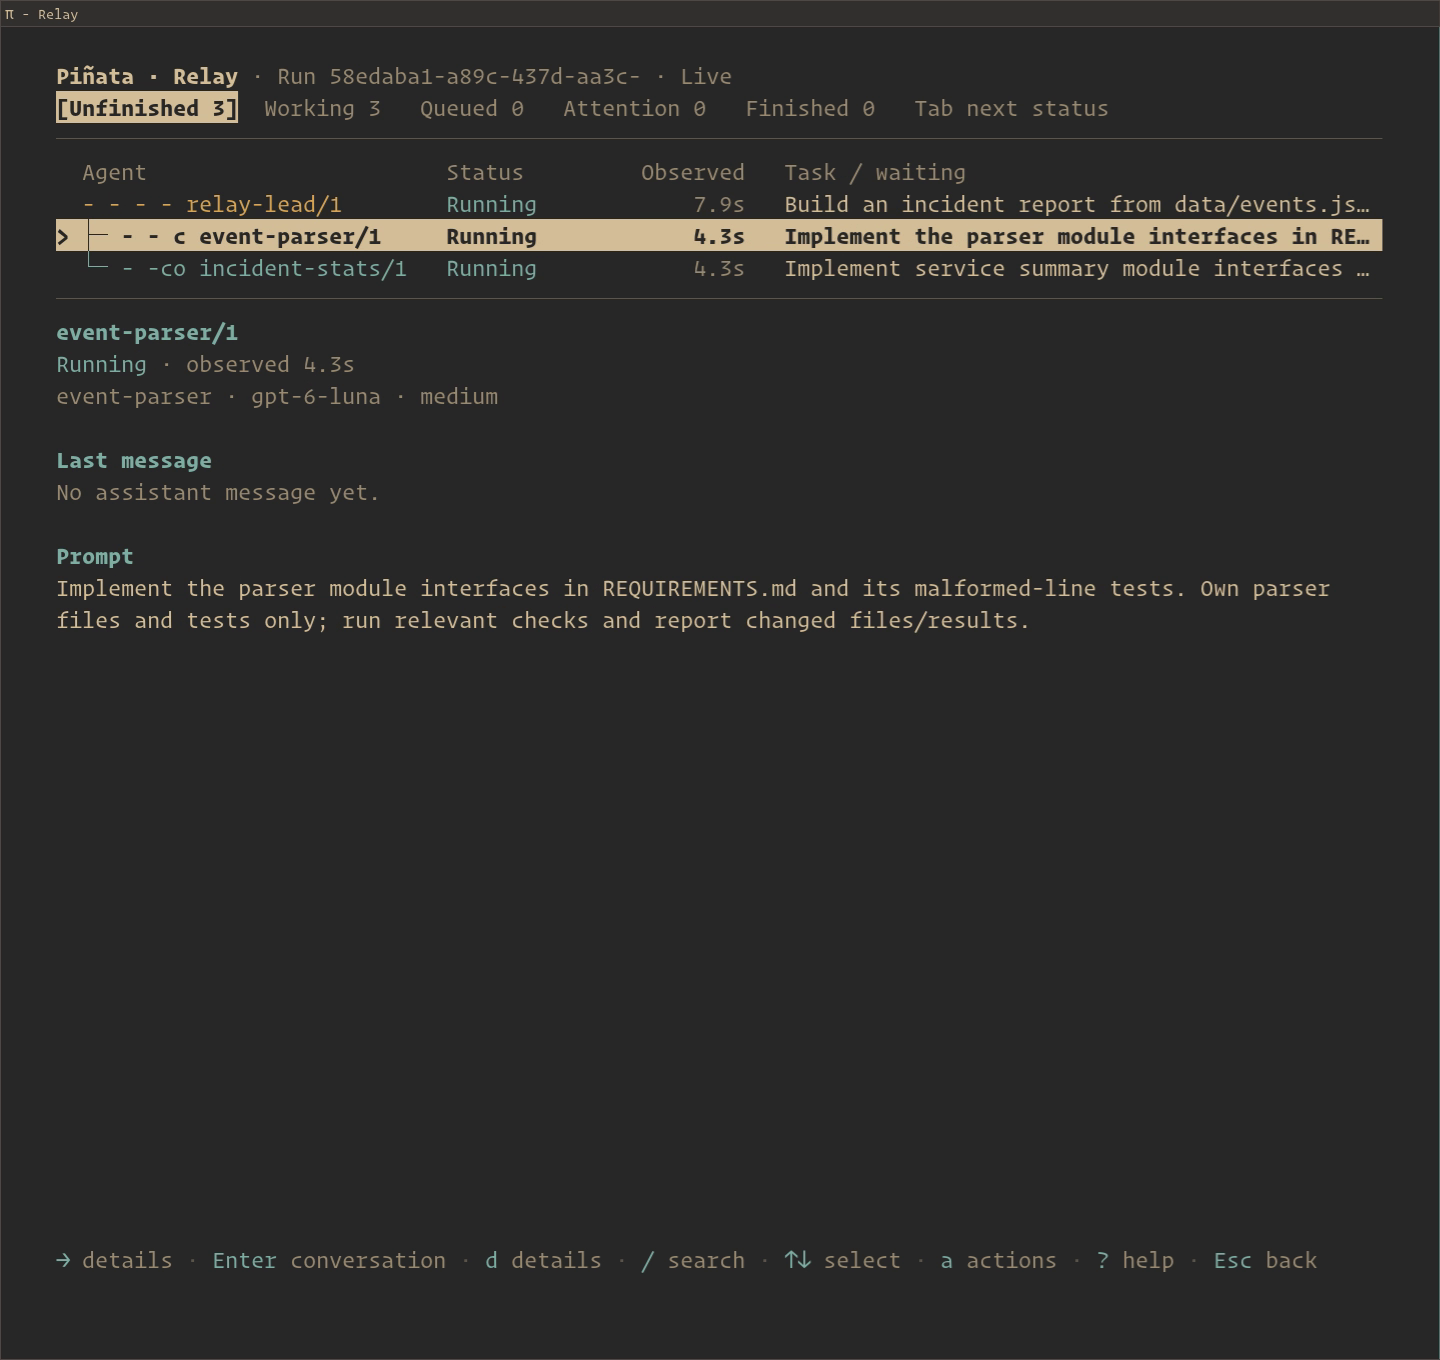 π - Relay
Piñata · Relay · Run 58edaba1-a89c-437d-aa3c- · Live
[Unfinished 3] Working 3 Queued 0 Attention 0 Finished 0 Tab next status
Agent Status Observed Task / waiting
- - - - relay-lead/1 Running 7.9s Build an incident report from data/events.js…
> ├─ - - c event-parser/1 Running 4.3s Implement the parser module interfaces in RE…
└─ - -co incident-stats/1 Running 4.3s Implement service summary module interfaces …
event-parser/1
Running · observed 4.3s
event-parser · gpt-6-luna · medium
Last message
No assistant message yet.
Prompt
Implement the parser module interfaces in REQUIREMENTS.md and its malformed-line tests. Own parser
files and tests only; run relevant checks and report changed files/results.
→ details · Enter conversation · d details · / search · ↑↓ select · a actions · ? help · Esc back